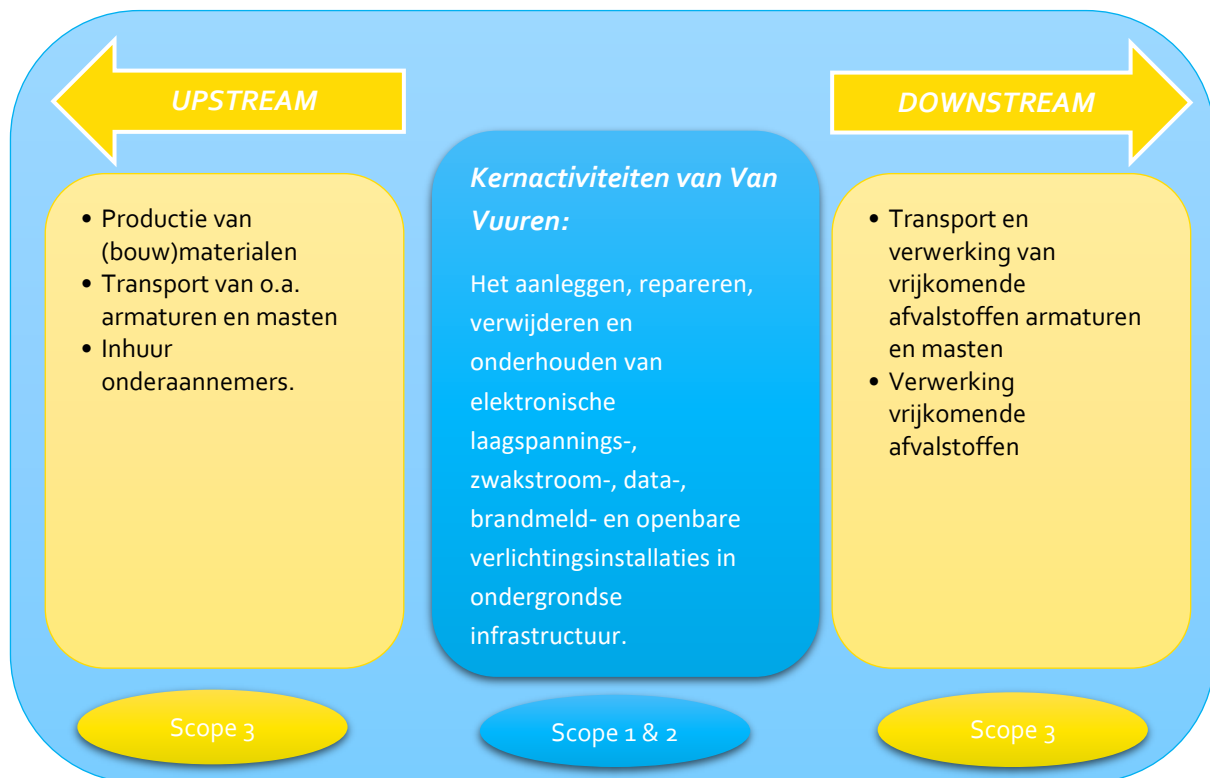 UPSTREAM
• Productie van
(bouw)materialen
• Transport van o.a.
armaturen en masten
• Inhuur
onderaannemers.
Scope 3
Kernactiviteiten van Van
Vuuren:
Het aanleggen, repareren,
verwijderen en
onderhouden van
elektronische
laagspannings-,
zwakstroom-, data-,
brandmeld- en openbare
verlichtingsinstallaties in
ondergrondse
infrastructuur.
Scope 1 & 2
DOWNSTREAM
• Transport en
verwerking van
vrijkomende
afvalstoffen armaturen
en masten
• Verwerking
vrijkomende
afvalstoffen
Scope 3